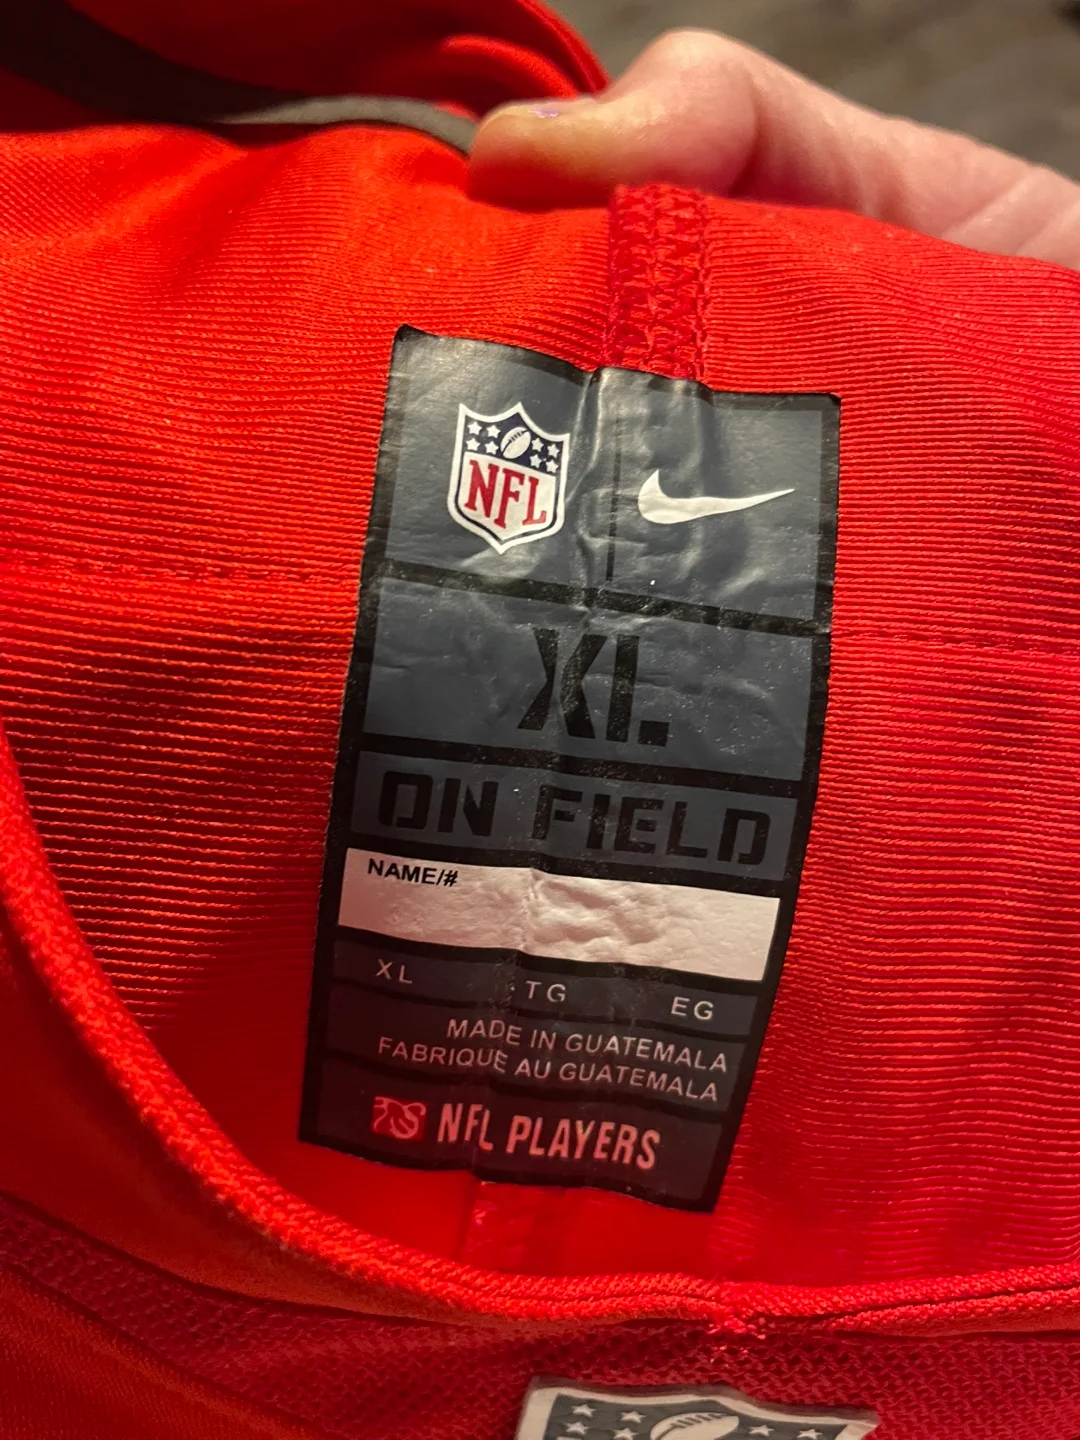 NFL
XL
ON FIELD
NAME/#
XL TG EG
MADE IN GUATEMALA
FABRIQUE AU GUATEMALA
NFL PLAYERS